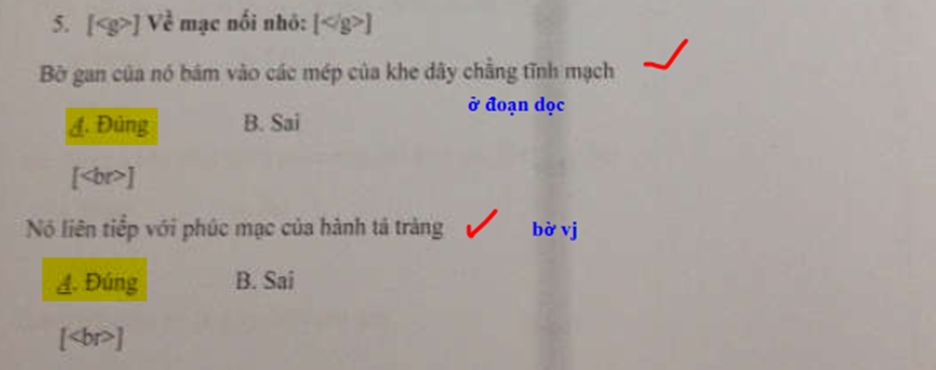 5. [<g>] Về mạc nối nhỏ: [</g>]
Bờ gan của nó bám vào các mép của khe dây chằng tĩnh mạch
ở đoạn dọc
A. Đúng B. Sai
[<br>]
Nó liên tiếp với phúc mạc của hành tá tràng
bờ vị
A. Đúng B. Sai
[<br>]